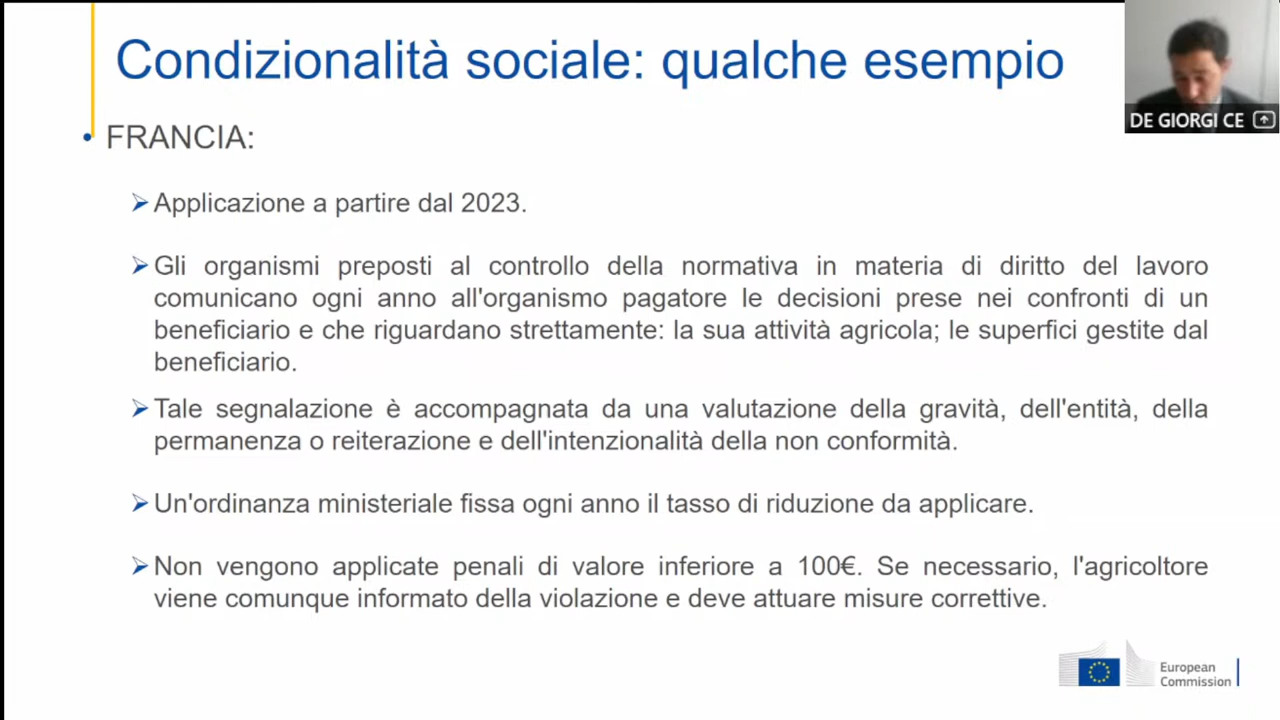 Condizionalità sociale: qualche esempio
DE GIORGI CE
• FRANCIA:
Applicazione a partire dal 2023.
Gli organismi preposti al controllo della normativa in materia di diritto del lavoro
comunicano ogni anno all'organismo pagatore le decisioni prese nei confronti di un
beneficiario e che riguardano strettamente: la sua attività agricola; le superfici gestite dal
beneficiario.
Tale segnalazione è accompagnata da una valutazione della gravità, dell'entità, della
permanenza o reiterazione e dell'intenzionalità della non conformità.
Un'ordinanza ministeriale fissa ogni anno il tasso di riduzione da applicare.
Non vengono applicate penali di valore inferiore a 100€. Se necessario, l'agricoltore
viene comunque informato della violazione e deve attuare misure correttive.
European
Commission